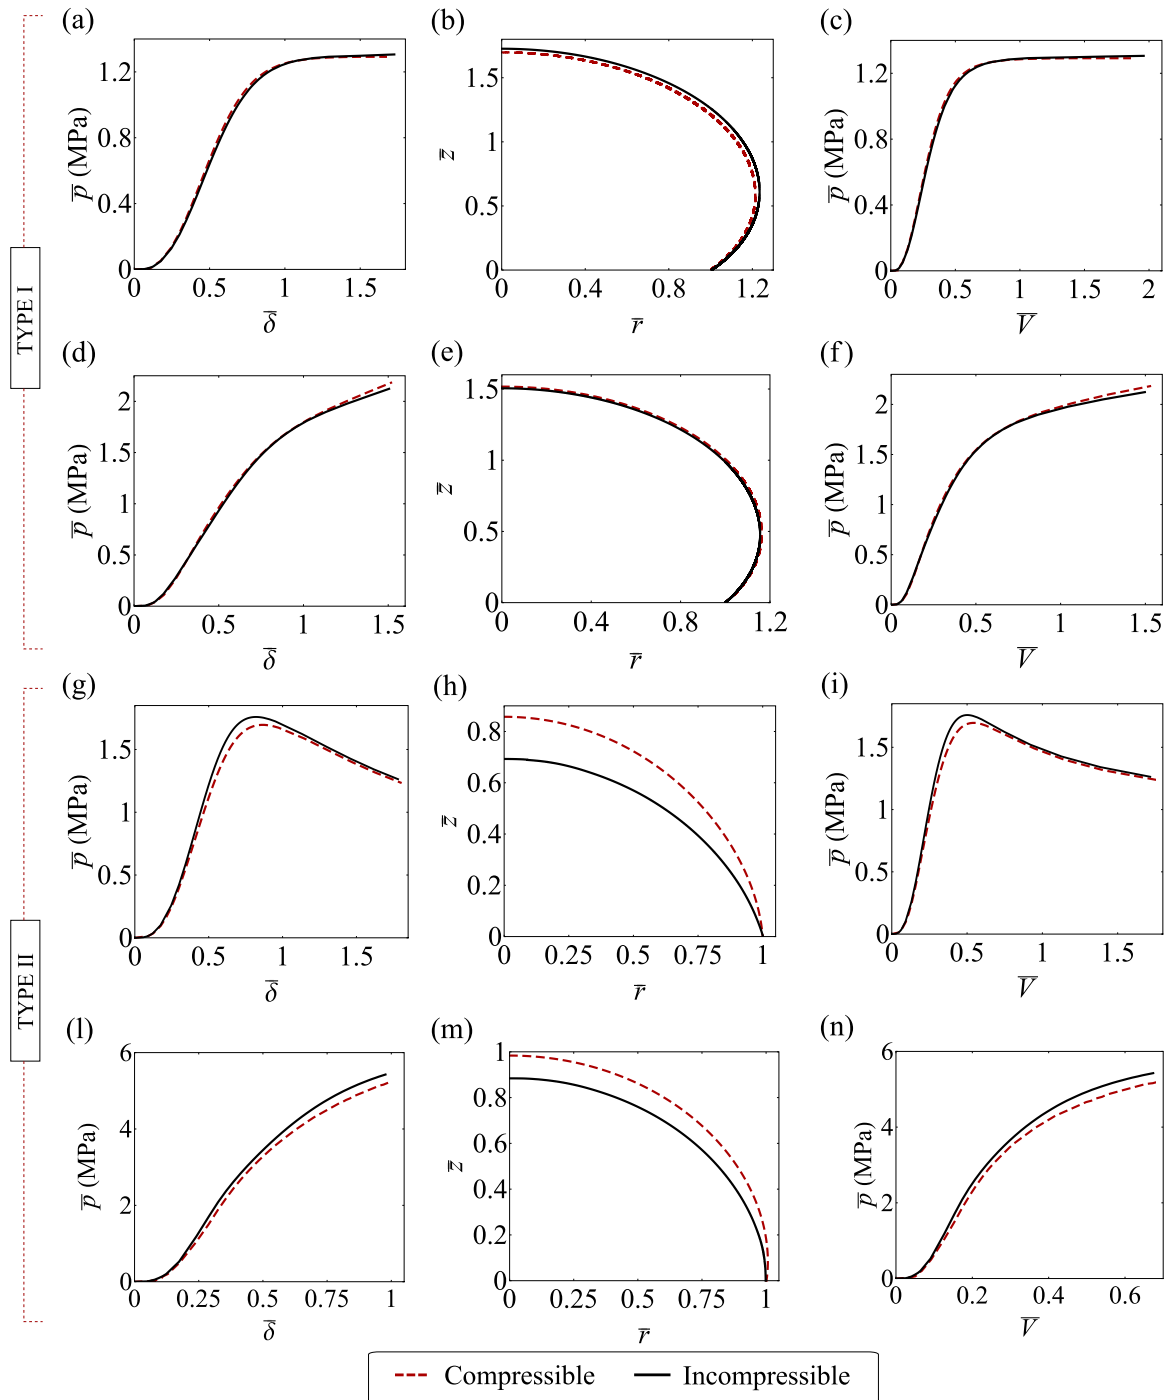 (a) (b) (c)
p̅ (MPa) 1.2 0.8 0.4 0
0 0.5 1 1.5
δ̅
z̅ 1.5 1 0.5 0
0 0.4 0.8 1.2
r̅
p̅ (MPa) 1.2 0.8 0.4 0
0 0.5 1 1.5 2
V̅
TYPE I
(d) (e) (f)
p̅ (MPa) 2 1.5 1 0.5 0
0 0.5 1 1.5
δ̅
z̅ 1.5 1 0.5 0
0 0.4 0.8 1.2
r̅
p̅ (MPa) 2 1.5 1 0.5 0
0 0.5 1 1.5
V̅
(g) (h) (i)
p̅ (MPa) 1.5 1 0.5 0
0 0.5 1 1.5
δ̅
z̅ 0.8 0.6 0.4 0.2 0
0 0.25 0.5 0.75 1
r̅
p̅ (MPa) 1.5 1 0.5 0
0 0.5 1 1.5
V̅
TYPE II
(l) (m) (n)
p̅ (MPa) 6 4 2 0
0.25 0.5 0.75 1
δ̅
z̅ 1 0.8 0.6 0.4 0.2 0
0 0.25 0.5 0.75 1
r̅
p̅ (MPa) 6 4 2 0
0 0.2 0.4 0.6
V̅
Compressible Incompressible